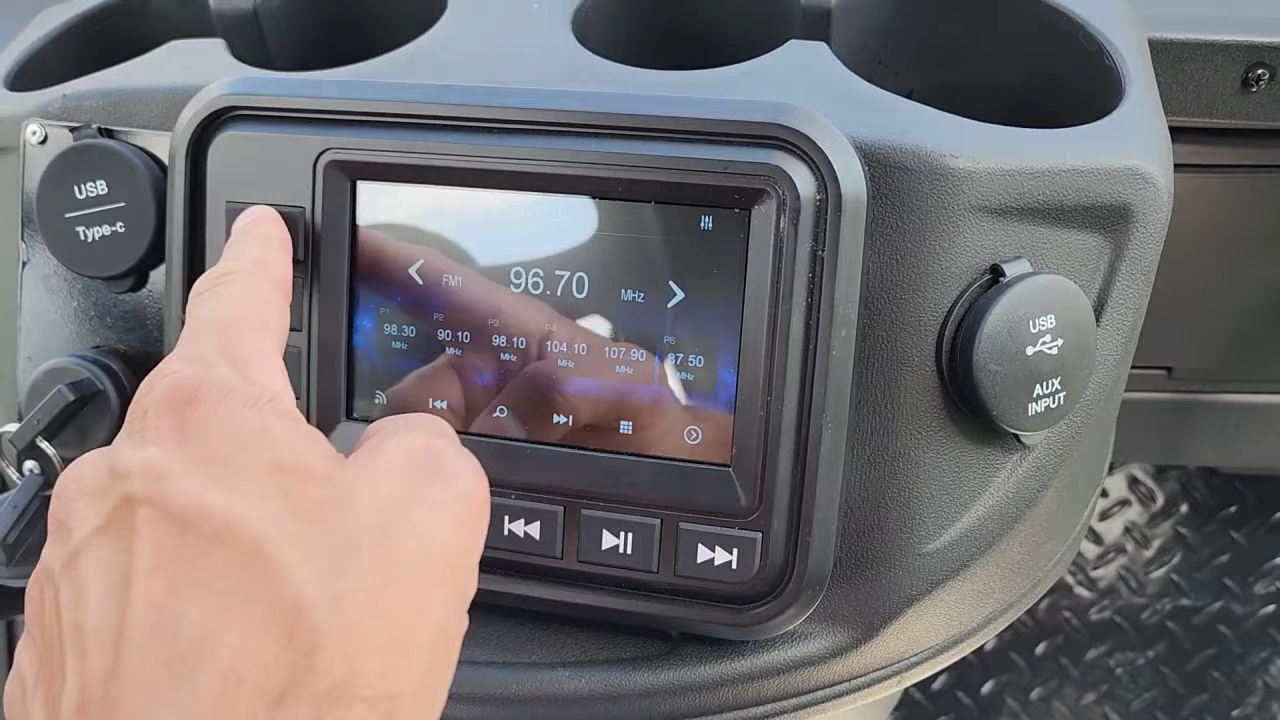 USB
Type-c
FM1
96.70
MHz
P1
P2
P3
P4
P6
98.30
90.10
98.10
104.10
107.90
87.50
MHz
MHz
MHz
MHz
MHz
MHz
USB
AUX
INPUT